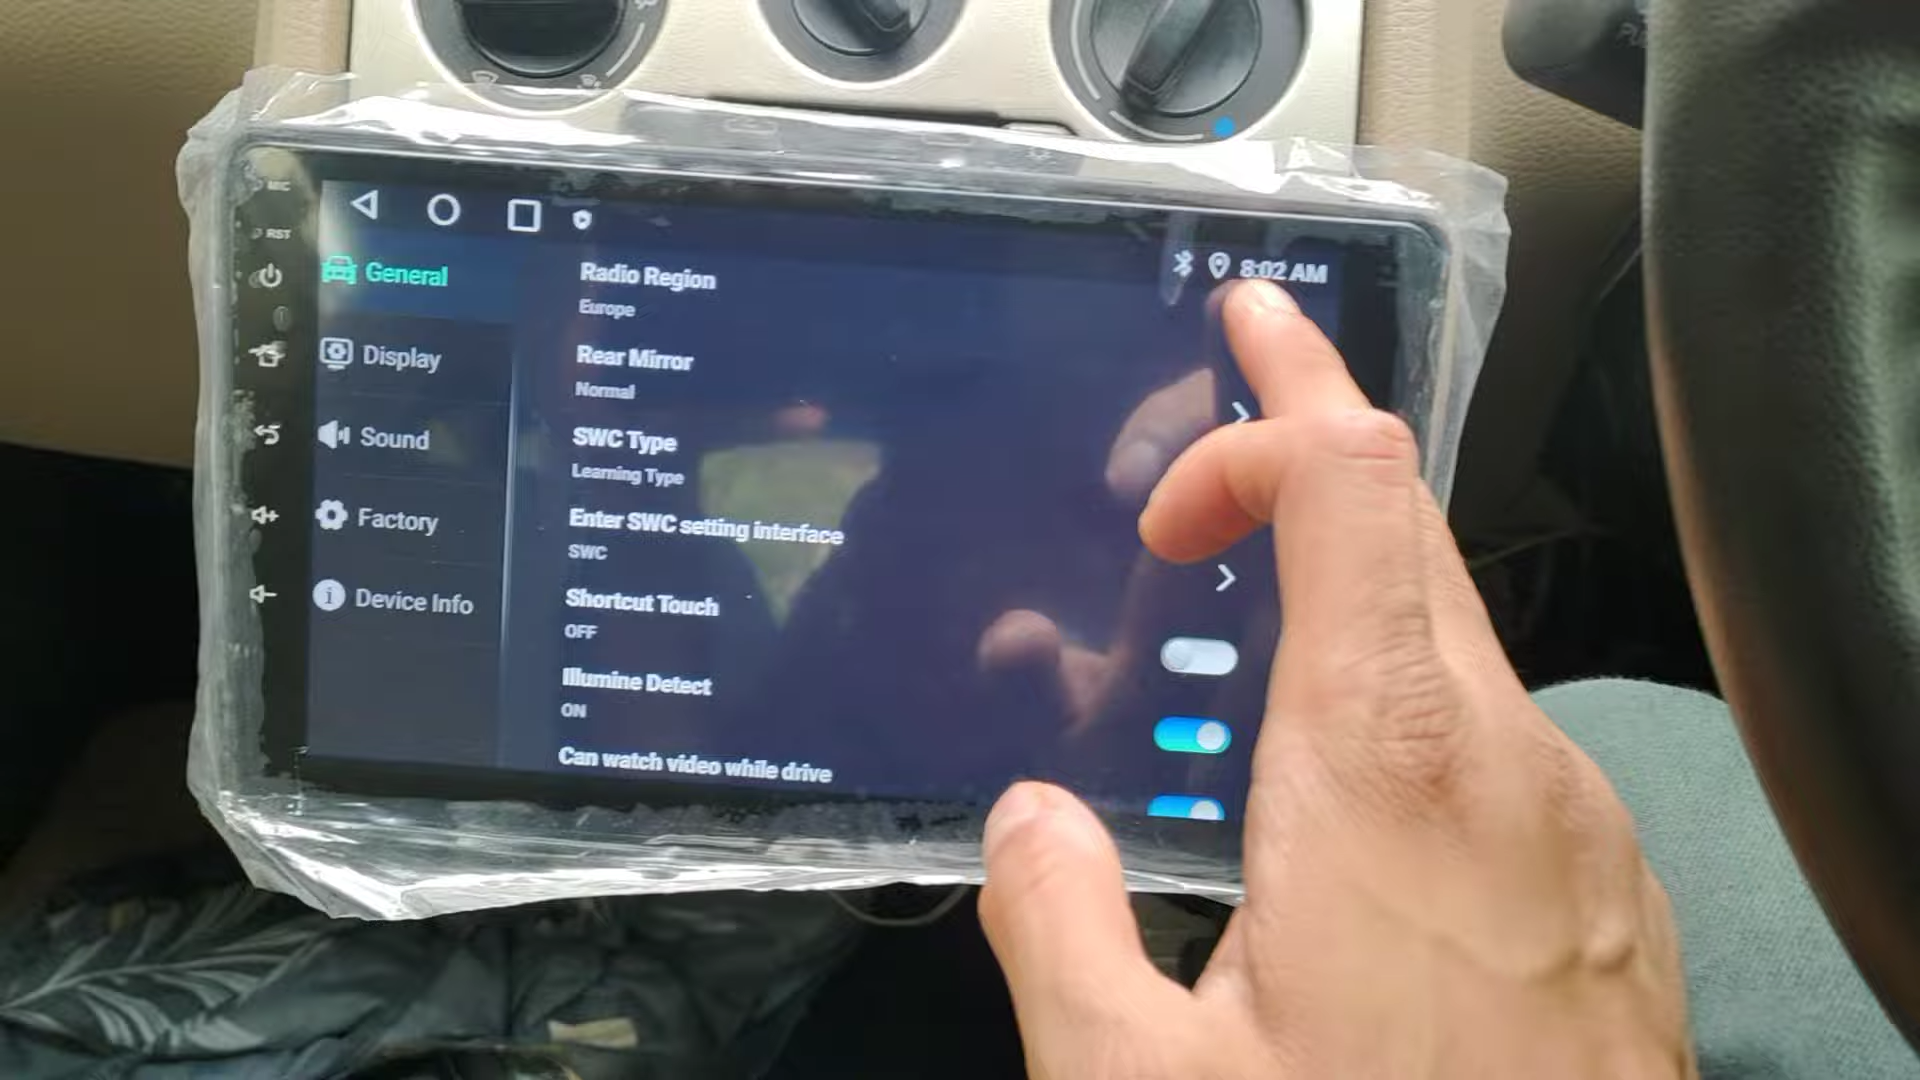 MIC
RST
8:02 AM
General
Display
Sound
Factory
Device Info
Radio Region
Europe
Rear Mirror
Normal
SWC Type
Learning Type
Enter SWC setting interface
SWC
Shortcut Touch
OFF
Illumine Detect
ON
Can watch video while drive